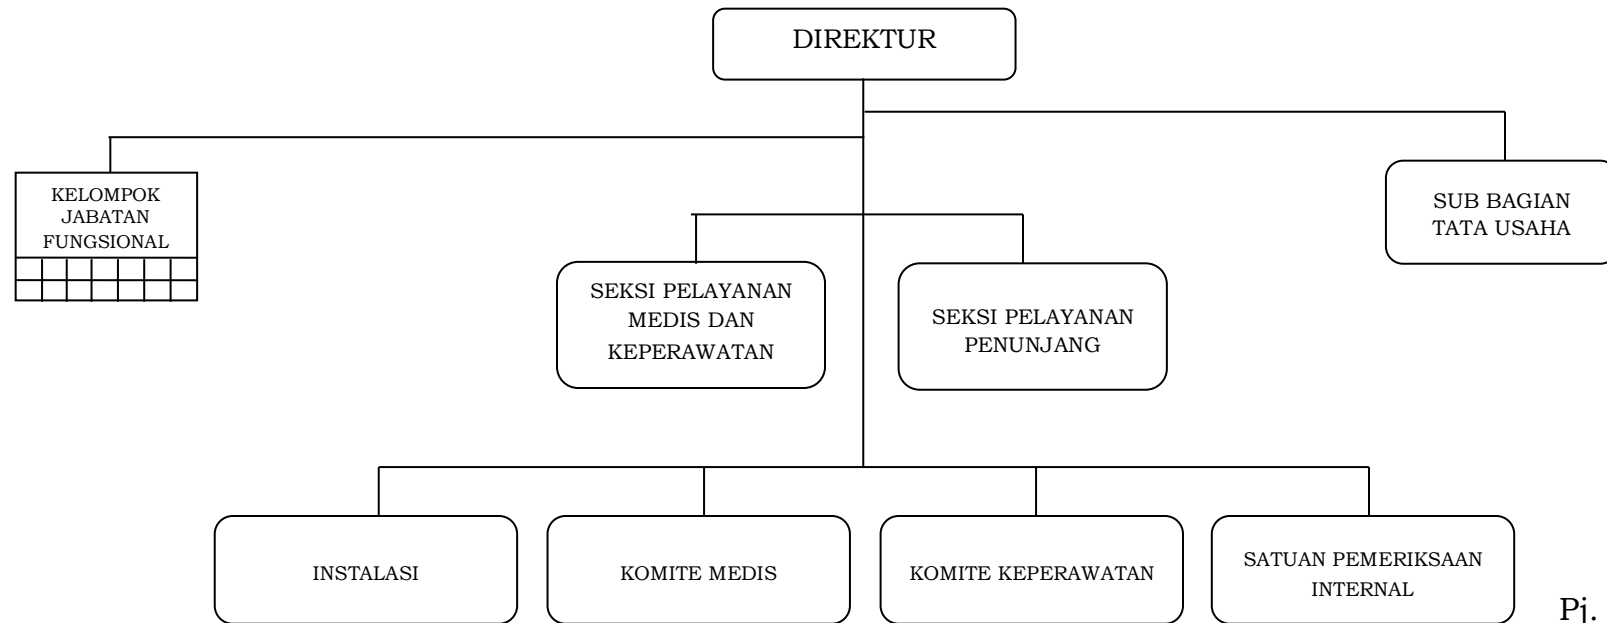 DIREKTUR
KELOMPOK
JABATAN
FUNGSIONAL
SUB BAGIAN
TATA USAHA
SEKSI PELAYANAN
MEDIS DAN
KEPERAWATAN
SEKSI PELAYANAN
PENUNJANG
INSTALASI
KOMITE MEDIS
KOMITE KEPERAWATAN
SATUAN PEMERIKSAAN
INTERNAL
Pj.